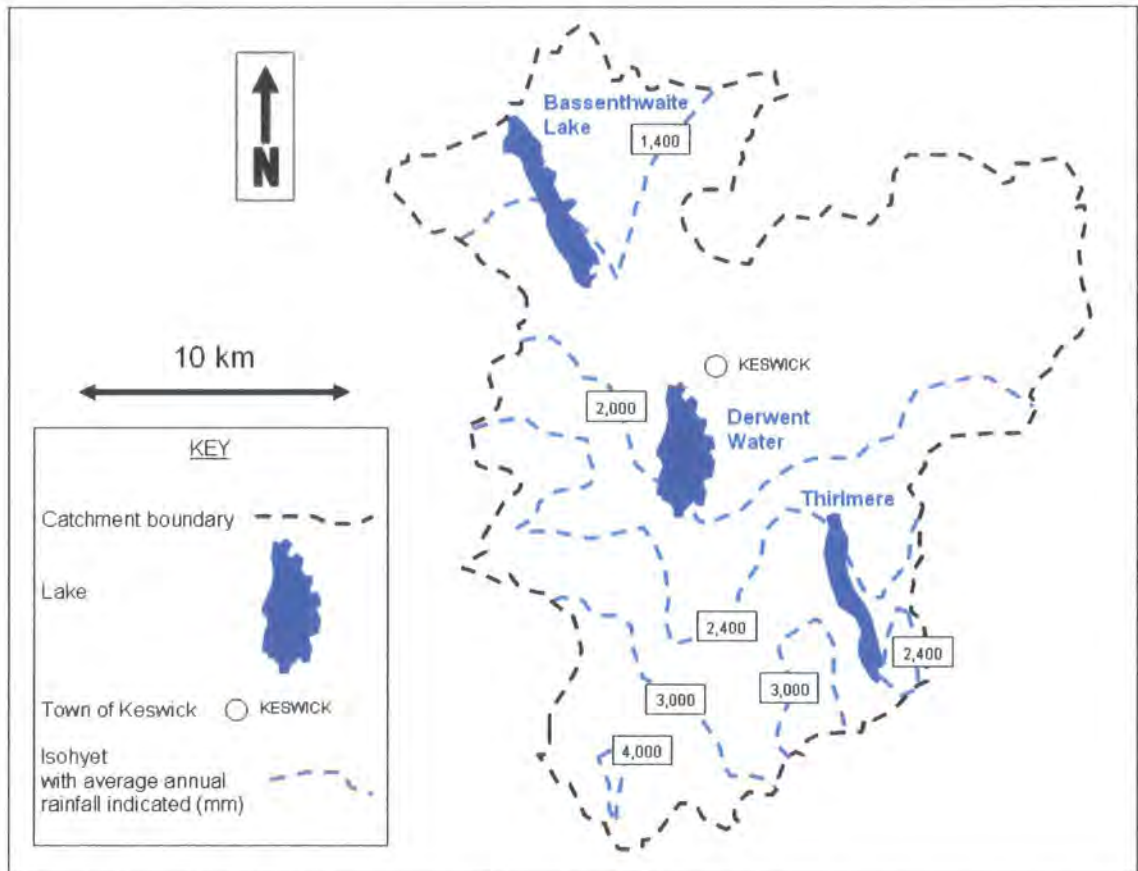 N
Bassenthwaite
Lake
1,400
10 km
KESWICK
2,000
Derwent
Water
Thirlmere
2,400
2,400
3,000
3,000
4,000
KEY
Catchment boundary
Lake
Town of Keswick
KESWICK
Isohyet
with average annual
rainfall indicated (mm)